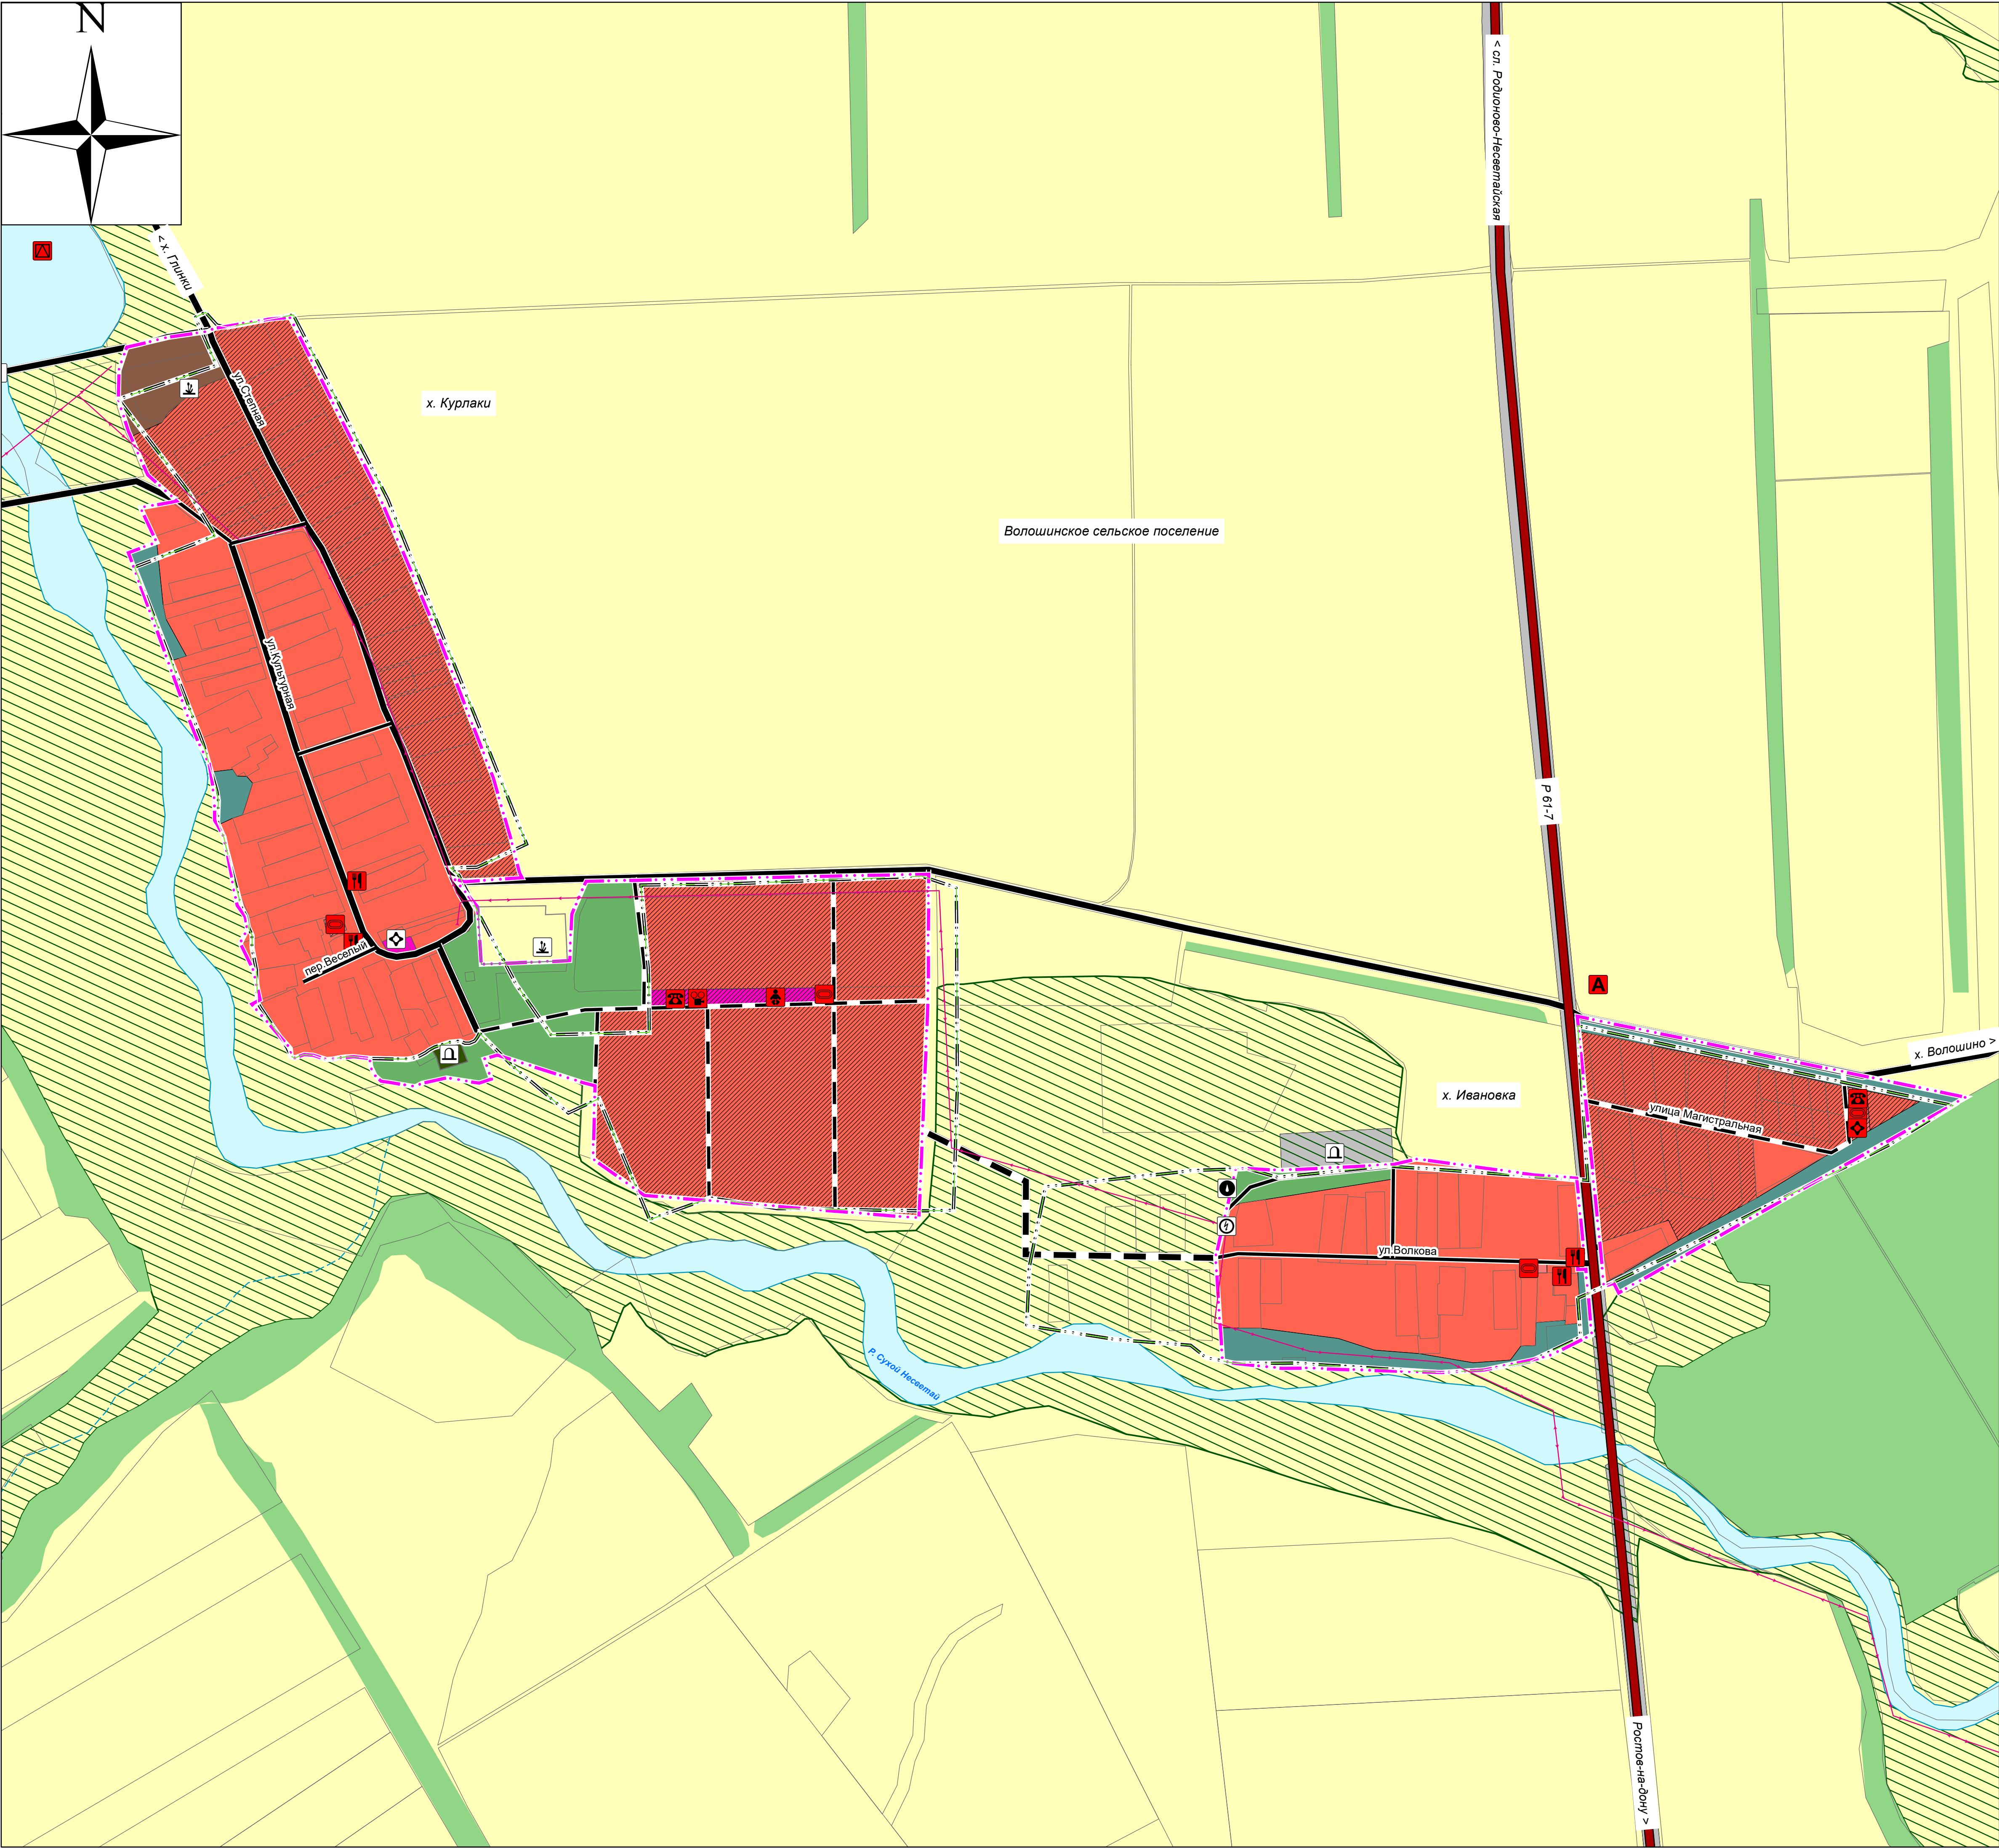 N
< сл. Родионово-Несветайская
< х. Глинки
ул.Степная
х. Курлаки
Волошинское сельское поселение
ул.Культурная
Р 61-7
пер.Веселый
А
х. Волошино >
х. Ивановка
улица Магистральная
ул.Волкова
Р. Сухой Несветай
Ростов-на-дону >